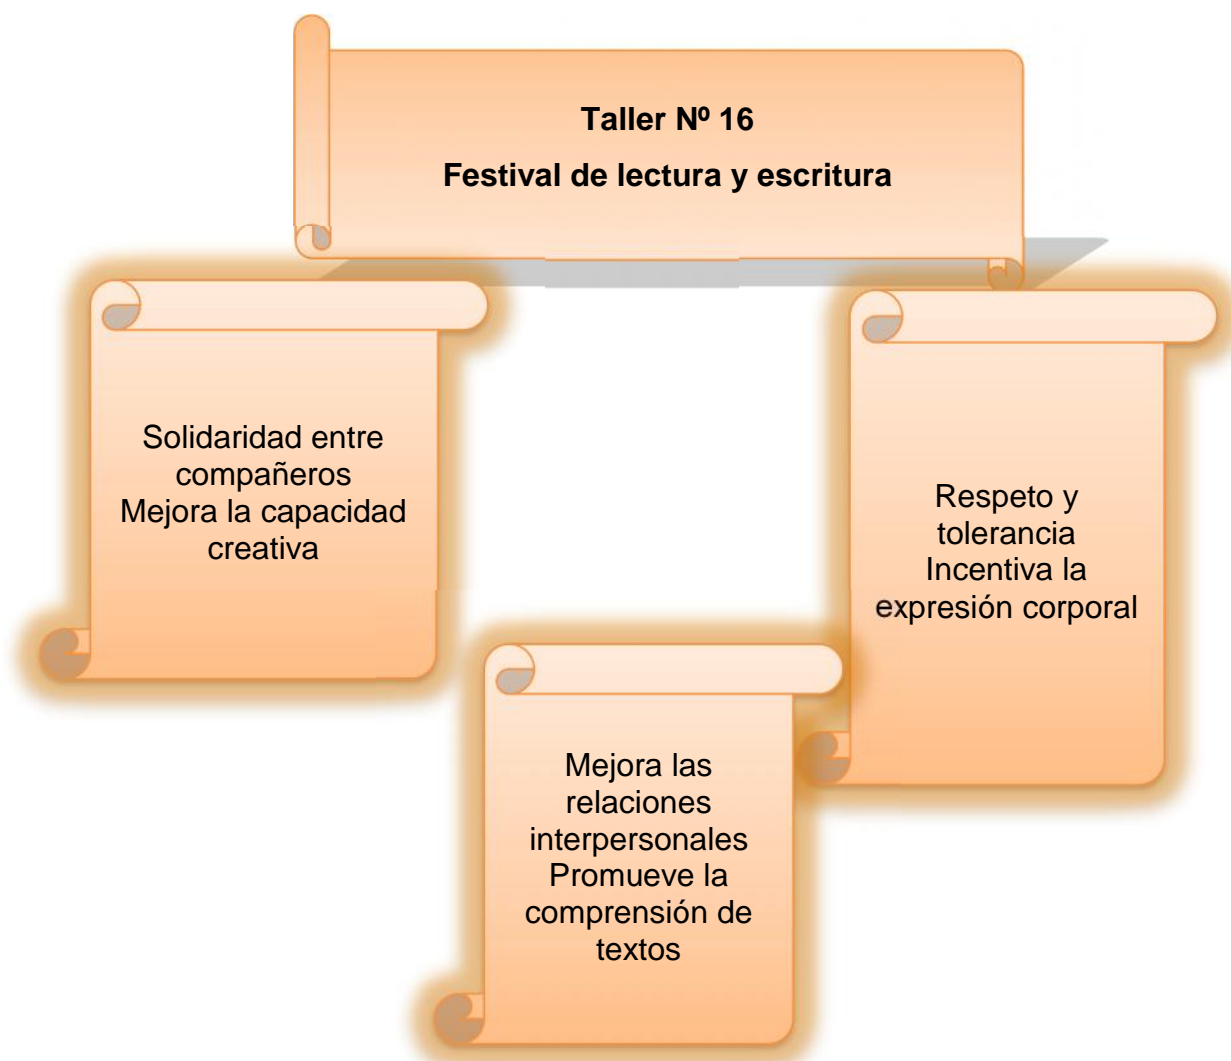 Taller Nº 16
Festival de lectura y escritura
Solidaridad entre
compañeros
Mejora la capacidad
creativa
Respeto y
tolerancia
Incentiva la
expresión corporal
Mejora las
relaciones
interpersonales
Promueve la
comprensión de
textos